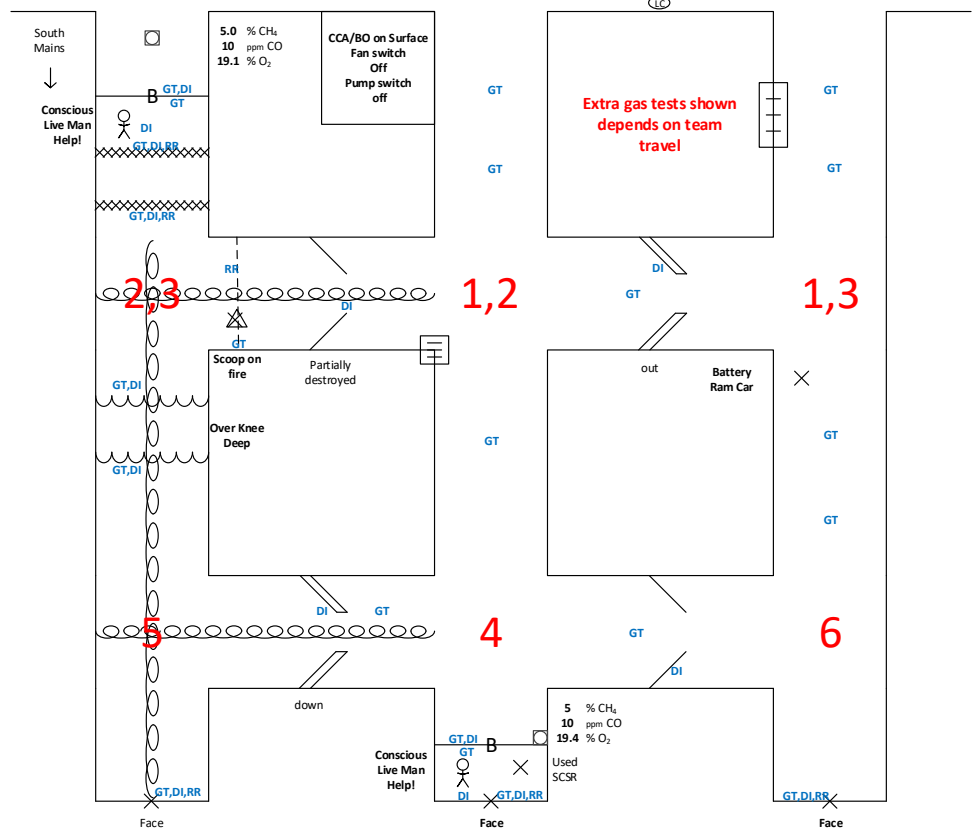 LC
South
Mains
5.0 % CH₄
10 ppm CO
19.1 % O₂
CCA/BO on Surface
Fan switch
Off
Pump switch
off
GT,DI
B
GT
GT
GT
Conscious
Live Man
Help!
DI
Extra gas tests shown
depends on team
travel
GT,DI,RR
GT
GT
GT,DI,RR
RR
DI
2,3
1,2
GT
1,3
DI
GT
Scoop on
fire
Partially
destroyed
out
Battery
Ram Car
GT,DI
Over Knee
Deep
GT
GT
GT,DI
GT
DI
GT
5
4
GT
6
DI
down
5 % CH₄
10 ppm CO
19.4 % O₂
GT,DI
B
GT
Conscious
Live Man
Help!
Used
SCSR
GT,DI,RR
DI
GT,DI,RR
GT,DI,RR
Face
Face
Face